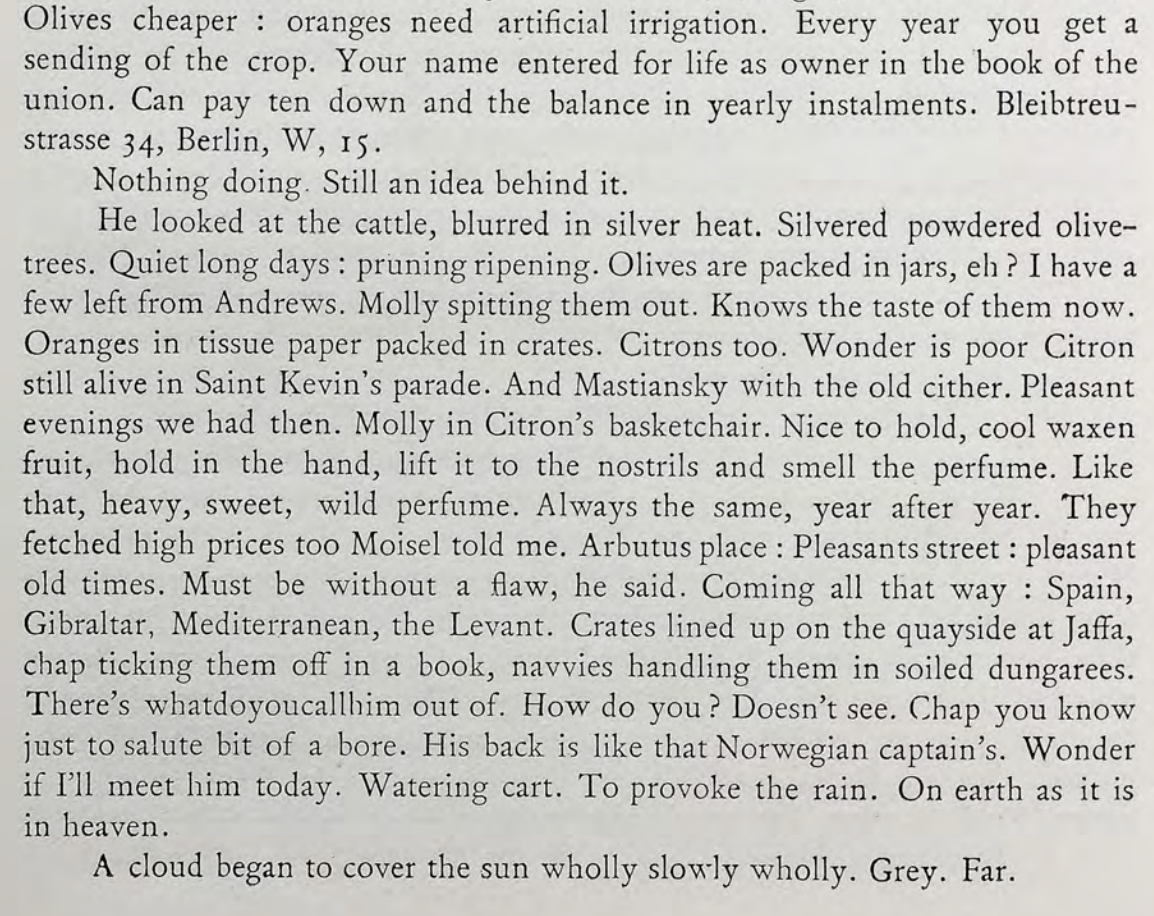 Olives cheaper : oranges need artificial irrigation. Every year you get a
sending of the crop. Your name entered for life as owner in the book of the
union. Can pay ten down and the balance in yearly instalments. Bleibtreu-
strasse 34, Berlin, W, 15.
Nothing doing. Still an idea behind it.
He looked at the cattle, blurred in silver heat. Silvered powdered olive-
trees. Quiet long days : pruning ripening. Olives are packed in jars, eh ? I have a
few left from Andrews. Molly spitting them out. Knows the taste of them now.
Oranges in tissue paper packed in crates. Citrons too. Wonder is poor Citron
still alive in Saint Kevin's parade. And Mastiansky with the old cither. Pleasant
evenings we had then. Molly in Citron's basketchair. Nice to hold, cool waxen
fruit, hold in the hand, lift it to the nostrils and smell the perfume. Like
that, heavy, sweet, wild perfume. Always the same, year after year. They
fetched high prices too Moisel told me. Arbutus place : Pleasants street : pleasant
old times. Must be without a flaw, he said. Coming all that way : Spain,
Gibraltar, Mediterranean, the Levant. Crates lined up on the quayside at Jaffa,
chap ticking them off in a book, navvies handling them in soiled dungarees.
There's whatdoyoucallhim out of. How do you ? Doesn't see. Chap you know
just to salute bit of a bore. His back is like that Norwegian captain's. Wonder
if I'll meet him today. Watering cart. To provoke the rain. On earth as it is
in heaven.
A cloud began to cover the sun wholly slowly wholly. Grey. Far.